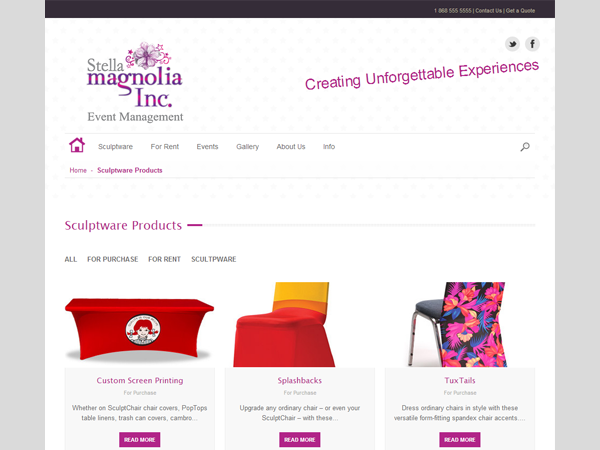 1 868 555 5555 | Contact Us | Get a Quote
Stella
magnolia
Inc.
Event Management
Creating Unforgettable Experiences
Sculptware For Rent Events Gallery About Us Info
Home - Sculptware Products
Sculptware Products
ALL FOR PURCHASE FOR RENT SCULTPWARE
Custom Screen Printing
For Purchase
Whether on SculptChair chair covers, PopTops
table linens, trash can covers, cambro...
READ MORE
Splashbacks
For Purchase
Upgrade any ordinary chair – or even your
SculptChair – with these...
READ MORE
TuxTails
For Purchase
Dress ordinary chairs in style with these
versatile form-fitting spandex chair accents....
READ MORE